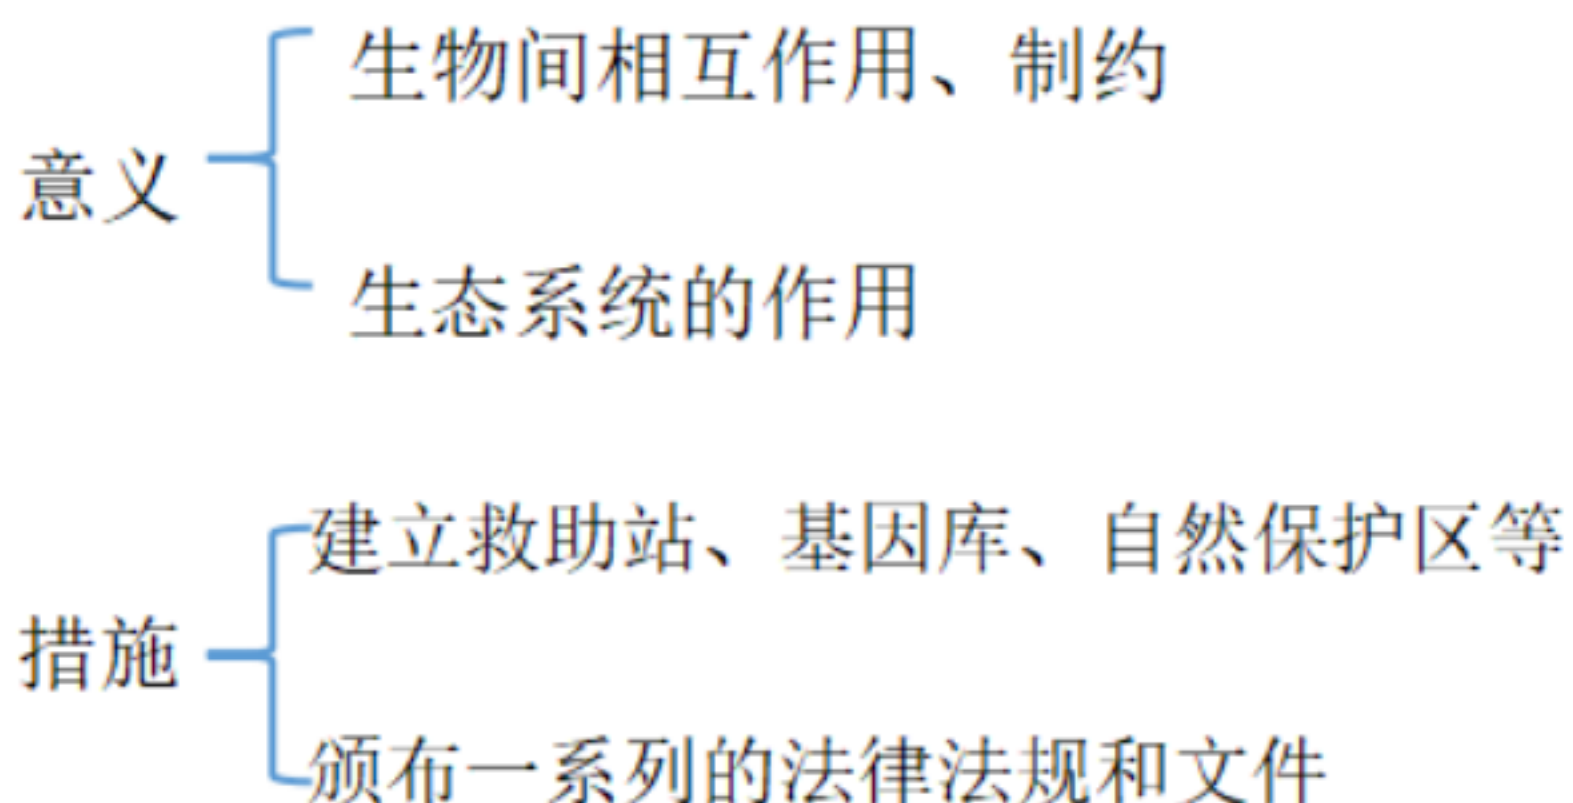 生物间相互作用、制约
意义
生态系统的作用
建立救助站、基因库、自然保护区等
措施
颁布一系列的法律法规和文件